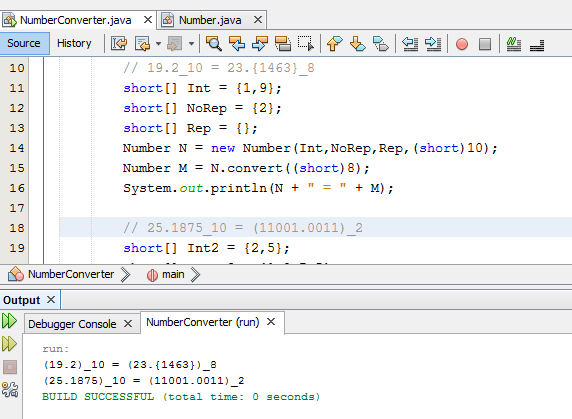 NumberConverter.java Number.java
Source History
10 // 19.2_10 = 23.{1463}_8
11 short[] Int = {1,9};
12 short[] NoRep = {2};
13 short[] Rep = {};
14 Number N = new Number(Int,NoRep,Rep,(short)10);
15 Number M = N.convert((short)8);
16 System.out.println(N + " = " + M);
17
18 // 25.1875_10 = (11001.0011)_2
19 short[] Int2 = {2,5};
NumberConverter main
Output
Debugger Console NumberConverter (run)
run:
(19.2)_10 = (23.{1463})_8
(25.1875)_10 = (11001.0011)_2
BUILD SUCCESSFUL (total time: 0 seconds)